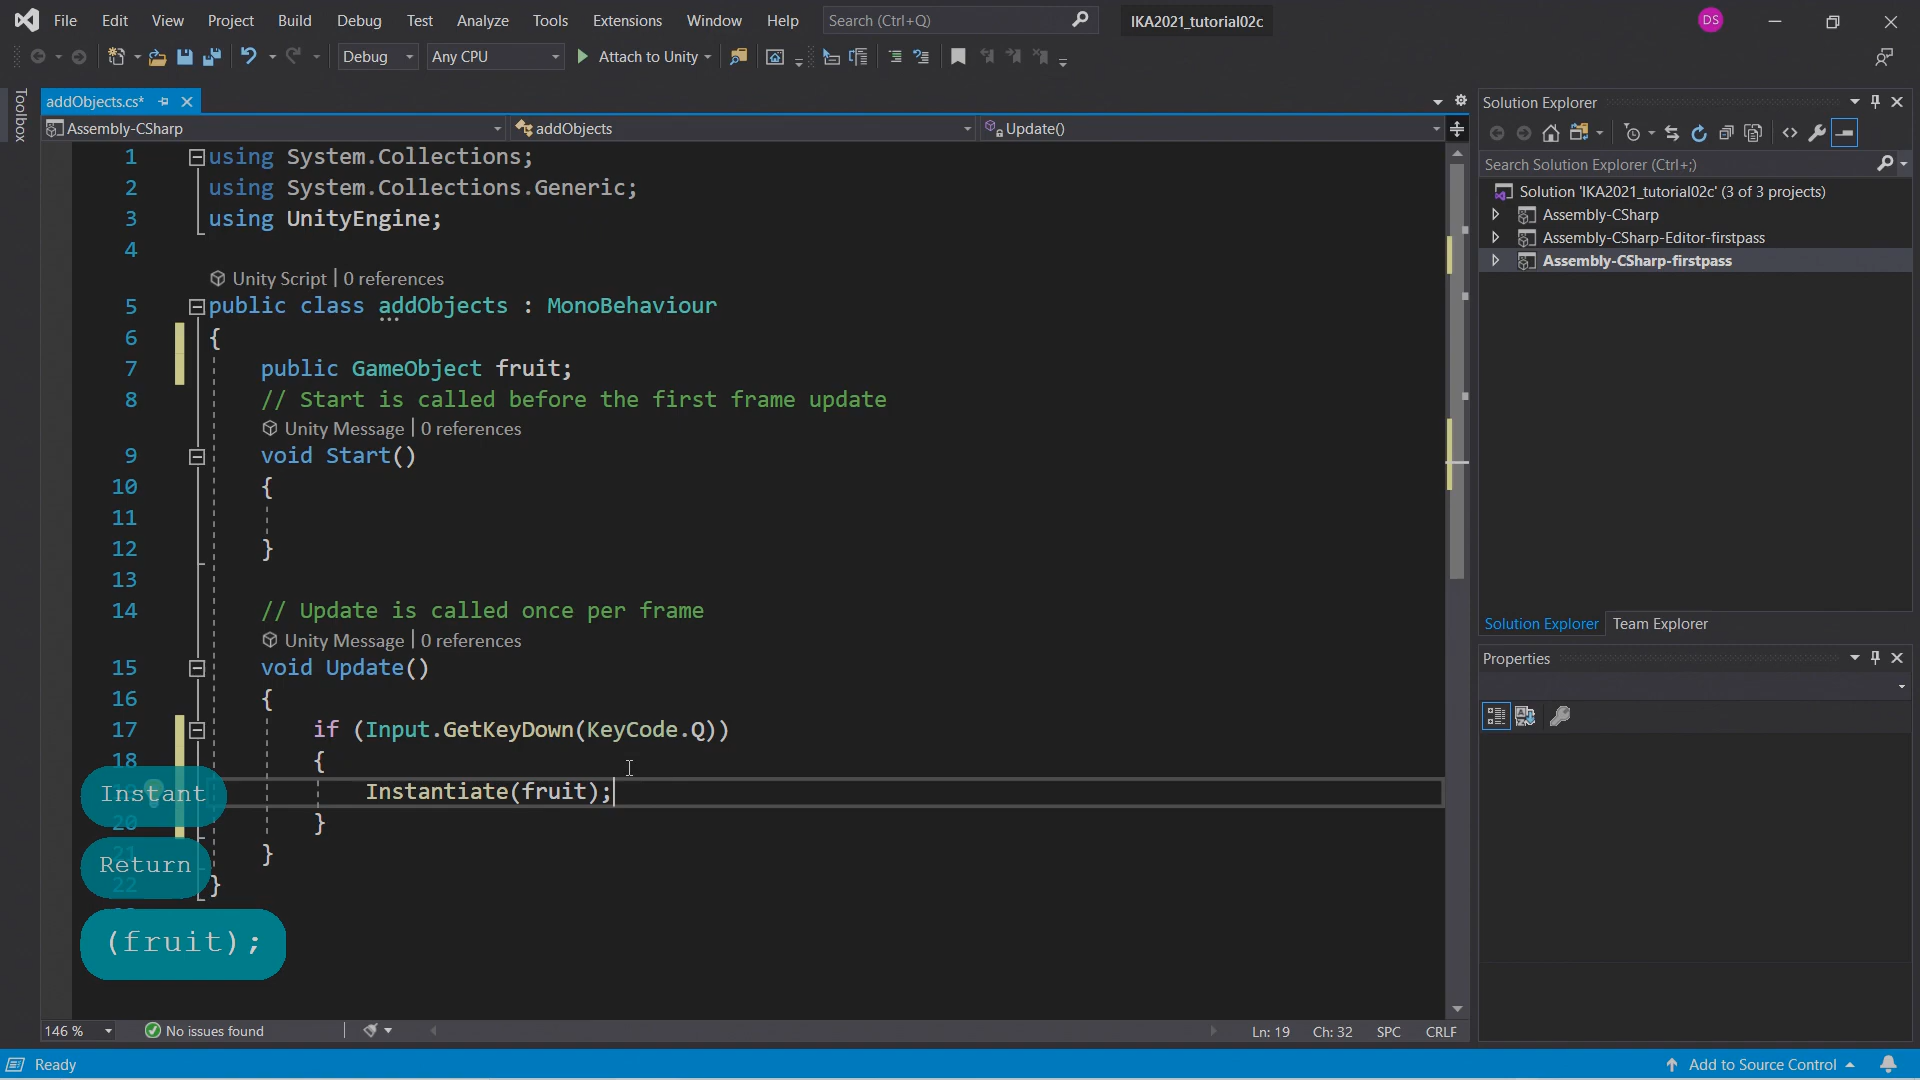 File Edit View Project Build Debug Test Analyze Tools Extensions Window Help Search (Ctrl+Q) IKA2021_tutorial02c DS
Debug Any CPU Attach to Unity
Toolbox
addObjects.cs*
Assembly-CSharp addObjects Update()
1 using System.Collections;
2 using System.Collections.Generic;
3 using UnityEngine;
4
Unity Script | 0 references
5 public class addObjects : MonoBehaviour
6 {
7 public GameObject fruit;
8 // Start is called before the first frame update
Unity Message | 0 references
9 void Start()
10 {
11
12 }
13
14 // Update is called once per frame
Unity Message | 0 references
15 void Update()
16 {
17 if (Input.GetKeyDown(KeyCode.Q))
18 {
Instantiate(fruit);
20 }
21 }
22 }
Instant
Return
(fruit);
146 % No issues found Ln: 19 Ch: 32 SPC CRLF
Ready Add to Source Control
Solution Explorer
Search Solution Explorer (Ctrl+;)
Solution 'IKA2021_tutorial02c' (3 of 3 projects)
Assembly-CSharp
Assembly-CSharp-Editor-firstpass
Assembly-CSharp-firstpass
Solution Explorer Team Explorer
Properties